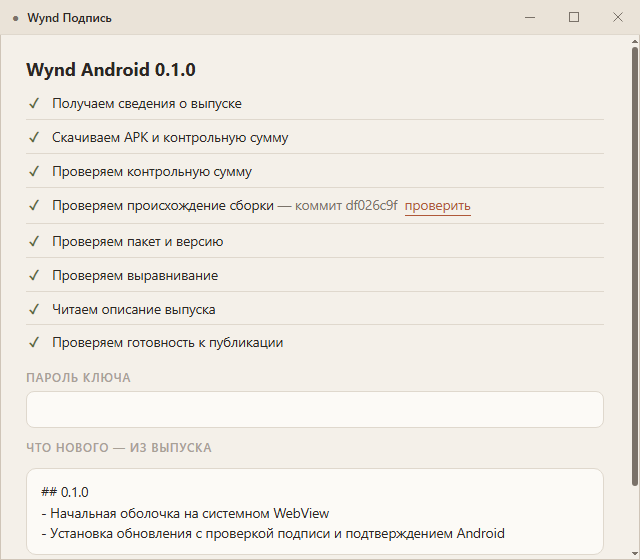 Wynd Подпись
Wynd Android 0.1.0
✓ Получаем сведения о выпуске
✓ Скачиваем APK и контрольную сумму
✓ Проверяем контрольную сумму
✓ Проверяем происхождение сборки — коммит df026c9f проверить
✓ Проверяем пакет и версию
✓ Проверяем выравнивание
✓ Читаем описание выпуска
✓ Проверяем готовность к публикации
ПАРОЛЬ КЛЮЧА
ЧТО НОВОГО — ИЗ ВЫПУСКА
## 0.1.0
- Начальная оболочка на системном WebView
- Установка обновления с проверкой подписи и подтверждением Android